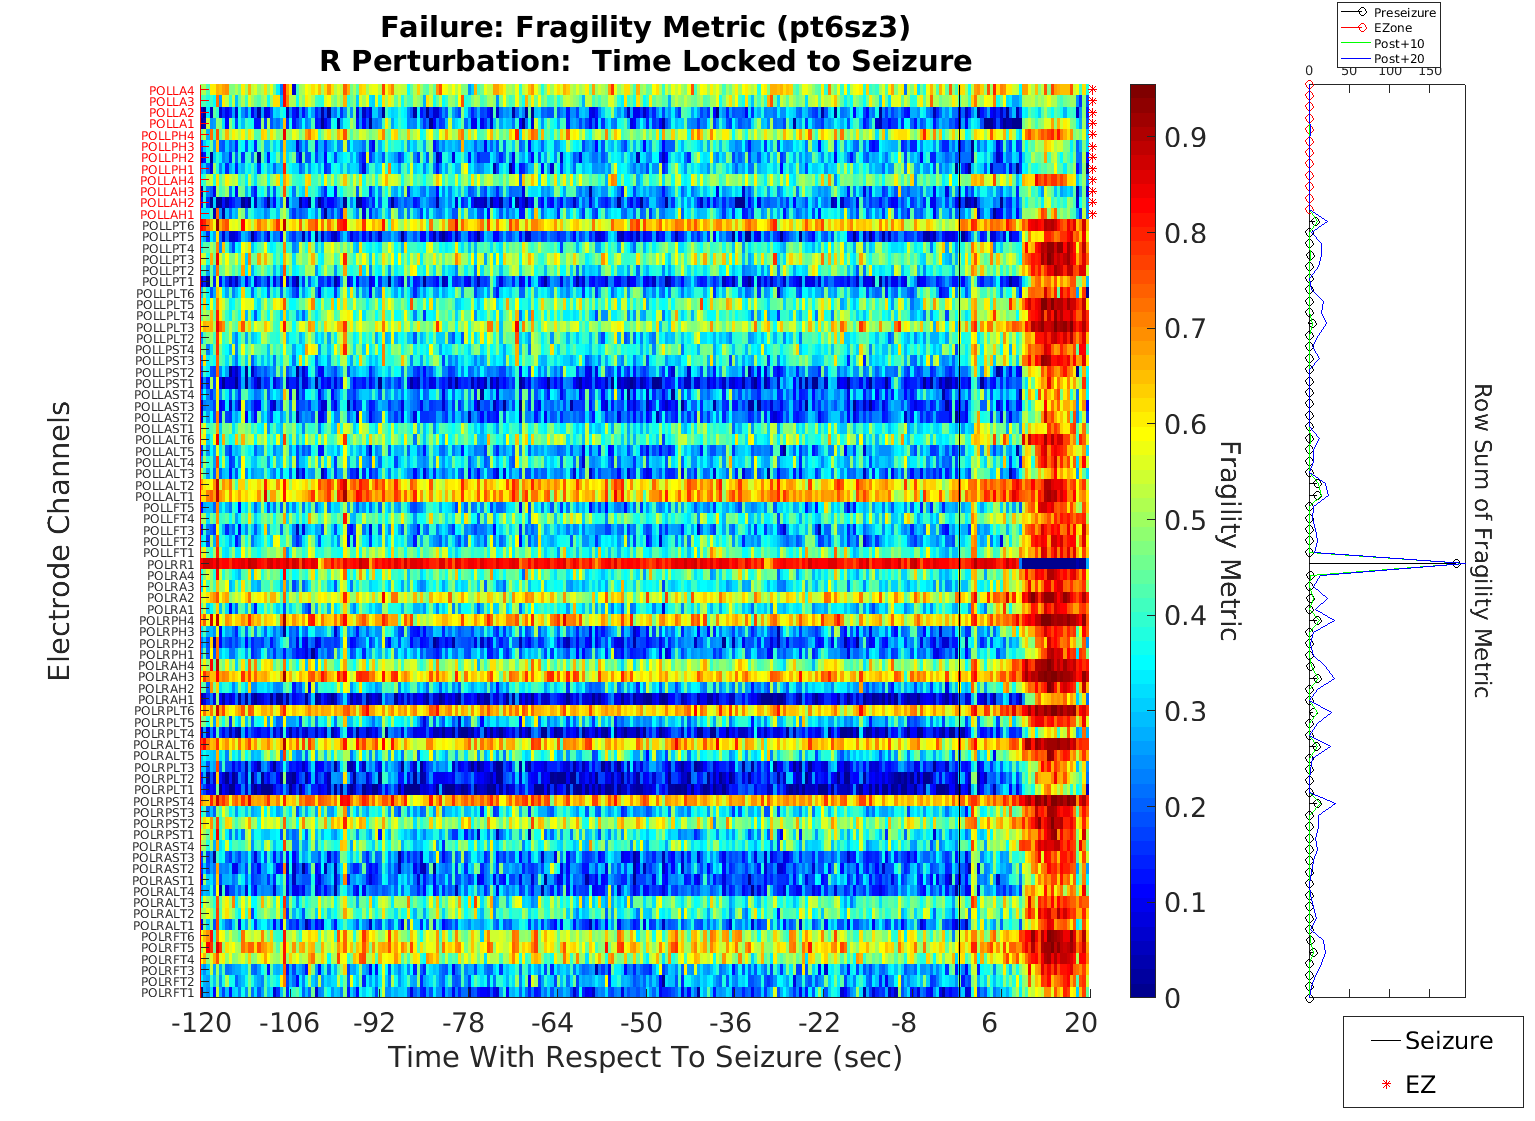 Failure: Fragility Metric (pt6sz3)
R Perturbation:  Time Locked to Seizure
Electrode Channels
POLLA4
POLLA3
POLLA2
POLLA1
POLLPH4
POLLPH3
POLLPH2
POLLPH1
POLLAH4
POLLAH3
POLLAH2
POLLAH1
POLLPT6
POLLPT5
POLLPT4
POLLPT3
POLLPT2
POLLPT1
POLLPLT6
POLLPLT5
POLLPLT4
POLLPLT3
POLLPLT2
POLLPST4
POLLPST3
POLLPST2
POLLPST1
POLLAST4
POLLAST3
POLLAST2
POLLAST1
POLLALT6
POLLALT5
POLLALT4
POLLALT3
POLLALT2
POLLALT1
POLLFT5
POLLFT4
POLLFT3
POLLFT2
POLLFT1
POLRR1
POLRA4
POLRA3
POLRA2
POLRA1
POLRPH4
POLRPH3
POLRPH2
POLRPH1
POLRAH4
POLRAH3
POLRAH2
POLRAH1
POLRPLT6
POLRPLT5
POLRPLT4
POLRALT6
POLRALT5
POLRPLT3
POLRPLT2
POLRPLT1
POLRPST4
POLRPST3
POLRPST2
POLRPST1
POLRAST4
POLRAST3
POLRAST2
POLRAST1
POLRALT4
POLRALT3
POLRALT2
POLRALT1
POLRFT6
POLRFT5
POLRFT4
POLRFT3
POLRFT2
POLRFT1
-120 -106 -92 -78 -64 -50 -36 -22 -8 6 20
Time With Respect To Seizure (sec)
0.9
0.8
0.7
0.6
0.5
0.4
0.3
0.2
0.1
0
Fragility Metric
Preseizure
EZone
Post+10
Post+20
0 50 100 150
Row Sum of Fragility Metric
Seizure
EZ